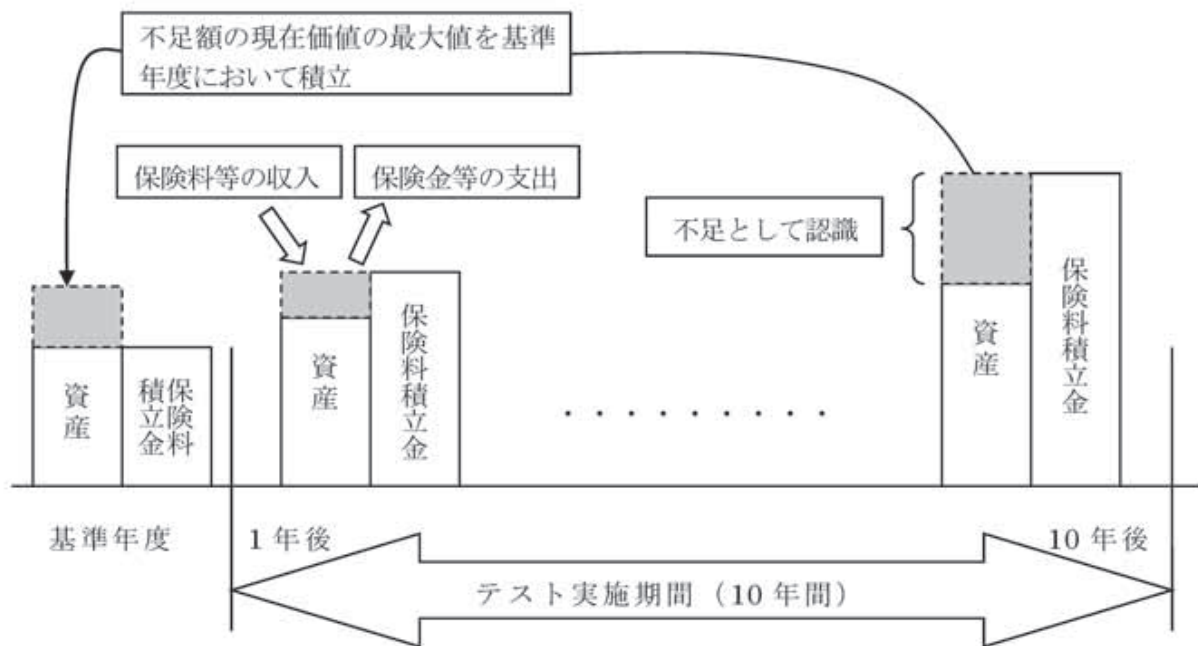 不足額の現在価値の最大値を基準
年度において積立
保険料等の収入
保険金等の支出
不足として認識
資産
保険料
積立金
資産
保険料積立金
・・・・・・・・・
資産
保険料積立金
基準年度
1年後
10年後
テスト実施期間（10年間）